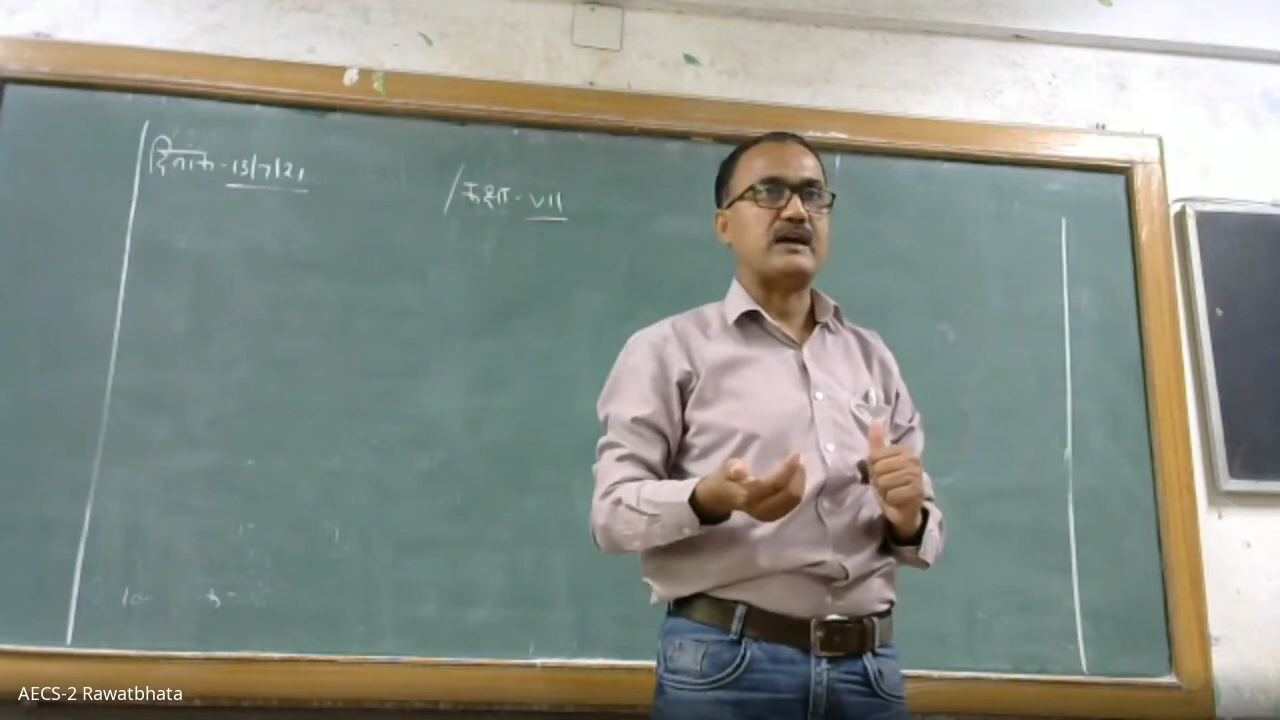 दिनांक - 13/7/21
कक्षा - VII
AECS-2 Rawatbhata